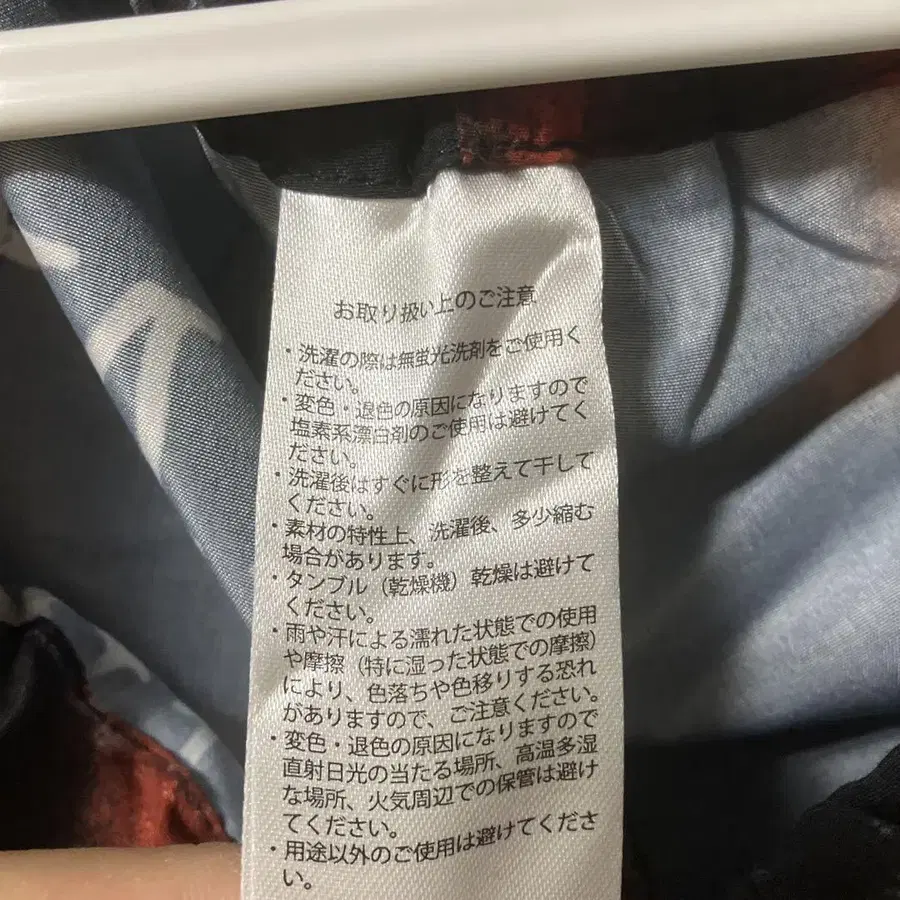 お取り扱い上のご注意
・洗濯の際は無蛍光洗剤をご使用く
ださい。
・変色・退色の原因になりますので
塩素系漂白剤のご使用は避けてく
ださい。
・洗濯後はすぐに形を整えて干して
ください。
・素材の特性上、洗濯後、多少縮む
場合があります。
・タンブル（乾燥機）乾燥は避けて
ください。
・雨や汗による濡れた状態での使用
や摩擦（特に湿った状態での摩擦）
により、色落ちや色移りする恐れ
がありますので、ご注意ください。
・変色・退色の原因になりますので
直射日光の当たる場所、高温多湿
な場所、火気周辺での保管は避け
てください。
・用途以外のご使用は避けてくださ
い。